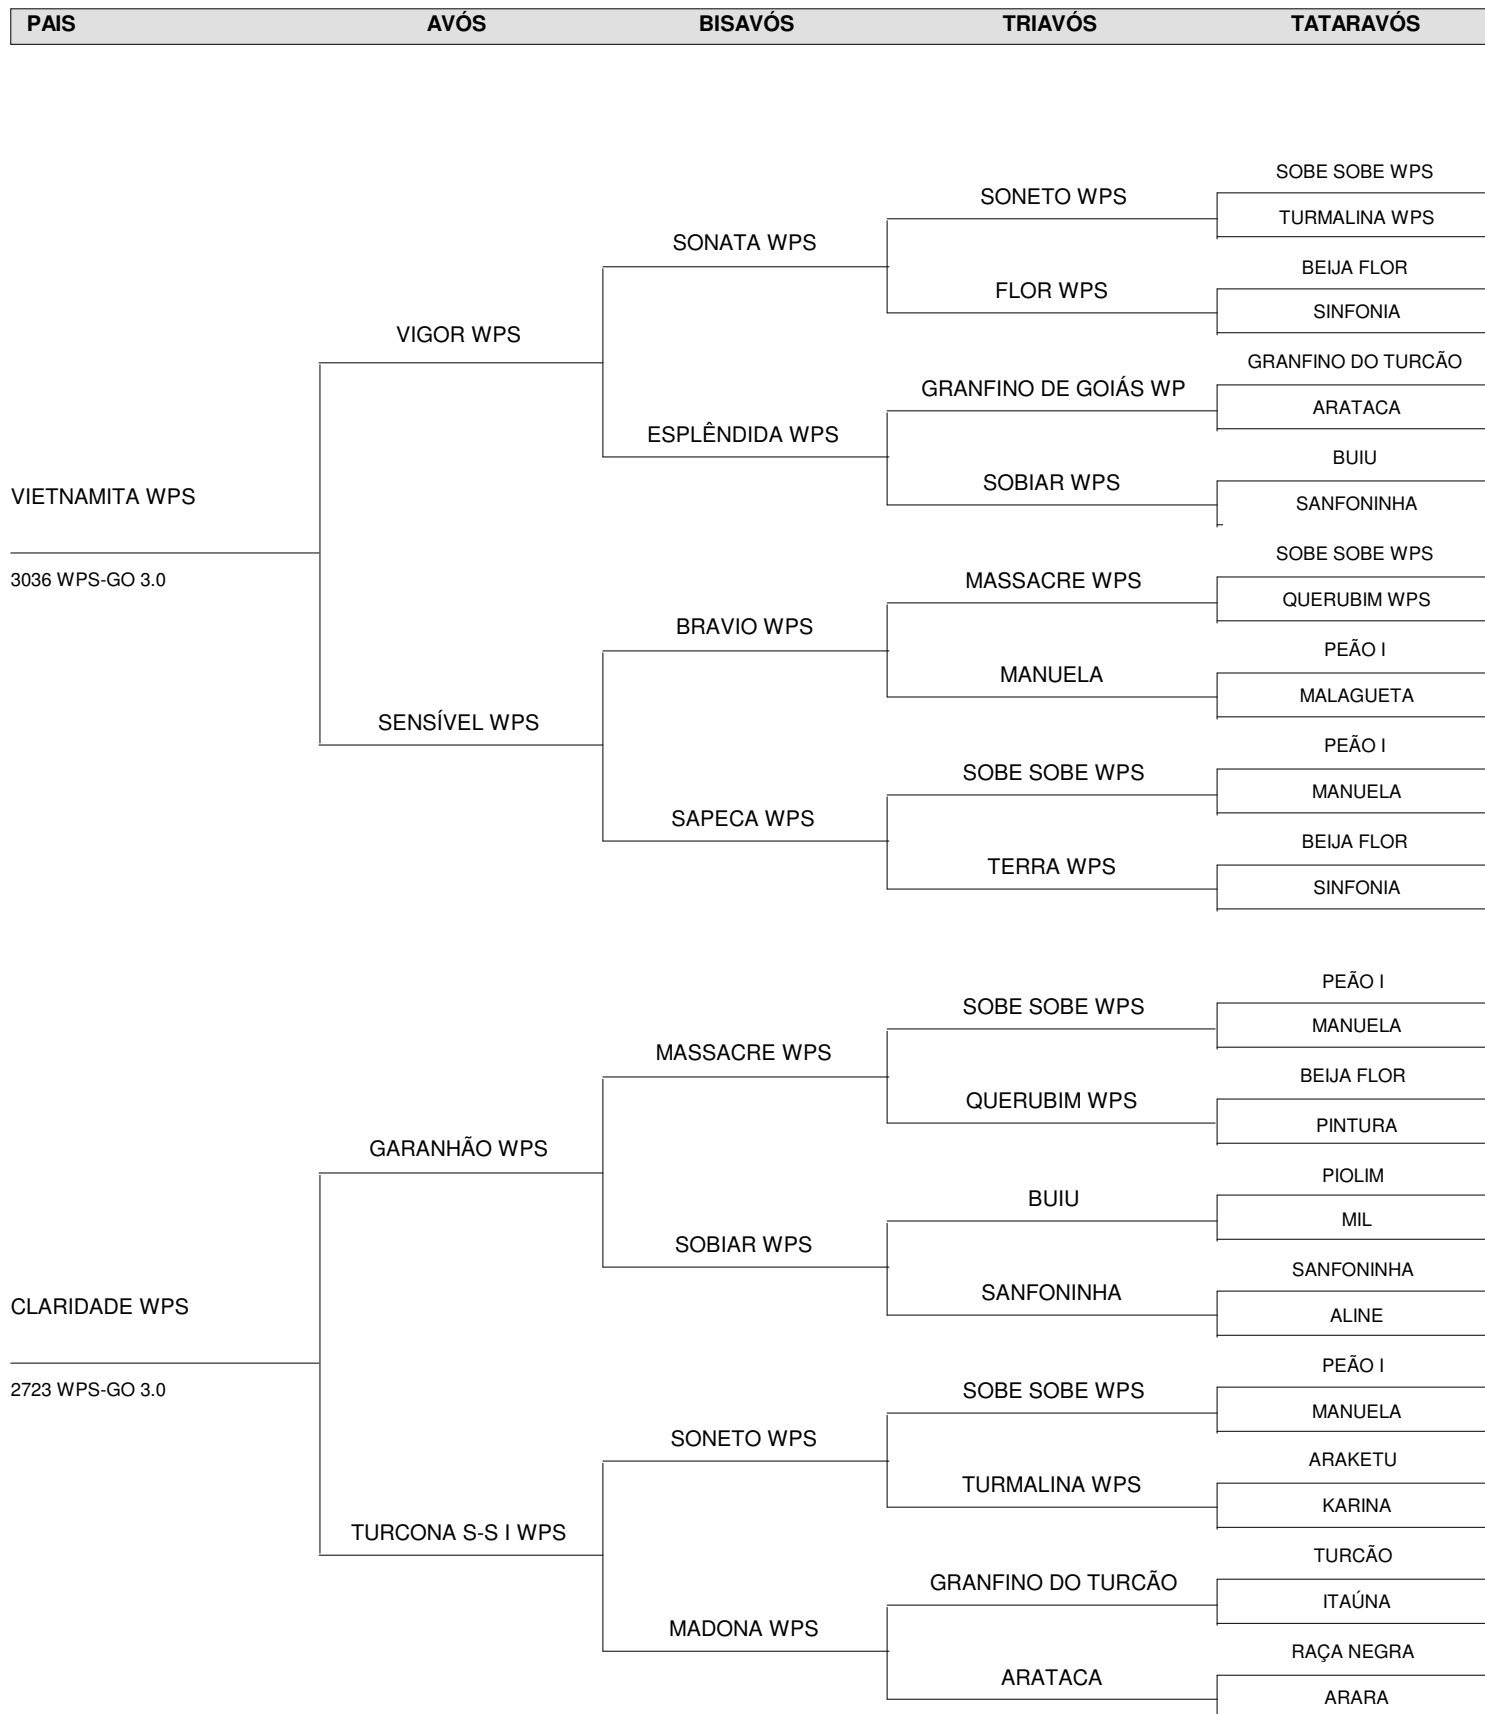 PAIS AVÓS BISAVÓS TRIAVÓS TATARAVÓS
SOBE SOBE WPS
SONETO WPS
TURMALINA WPS
SONATA WPS
BEIJA FLOR
FLOR WPS
SINFONIA
VIGOR WPS
GRANFINO DO TURCÃO
GRANFINO DE GOIÁS WP
ARATACA
ESPLÊNDIDA WPS
BUIU
SOBIAR WPS
VIETNAMITA WPS
SANFONINHA
SOBE SOBE WPS
3036 WPS-GO 3.0
MASSACRE WPS
QUERUBIM WPS
BRAVIO WPS
PEÃO I
MANUELA
MALAGUETA
SENSÍVEL WPS
PEÃO I
SOBE SOBE WPS
MANUELA
SAPECA WPS
BEIJA FLOR
TERRA WPS
SINFONIA
PEÃO I
SOBE SOBE WPS
MANUELA
MASSACRE WPS
BEIJA FLOR
QUERUBIM WPS
PINTURA
GARANHÃO WPS
PIOLIM
BUIU
MIL
SOBIAR WPS
SANFONINHA
SANFONINHA
CLARIDADE WPS
ALINE
PEÃO I
2723 WPS-GO 3.0
SOBE SOBE WPS
MANUELA
SONETO WPS
ARAKETU
TURMALINA WPS
KARINA
TURCONA S-S I WPS
TURCÃO
GRANFINO DO TURCÃO
ITAÚNA
MADONA WPS
RAÇA NEGRA
ARATACA
ARARA